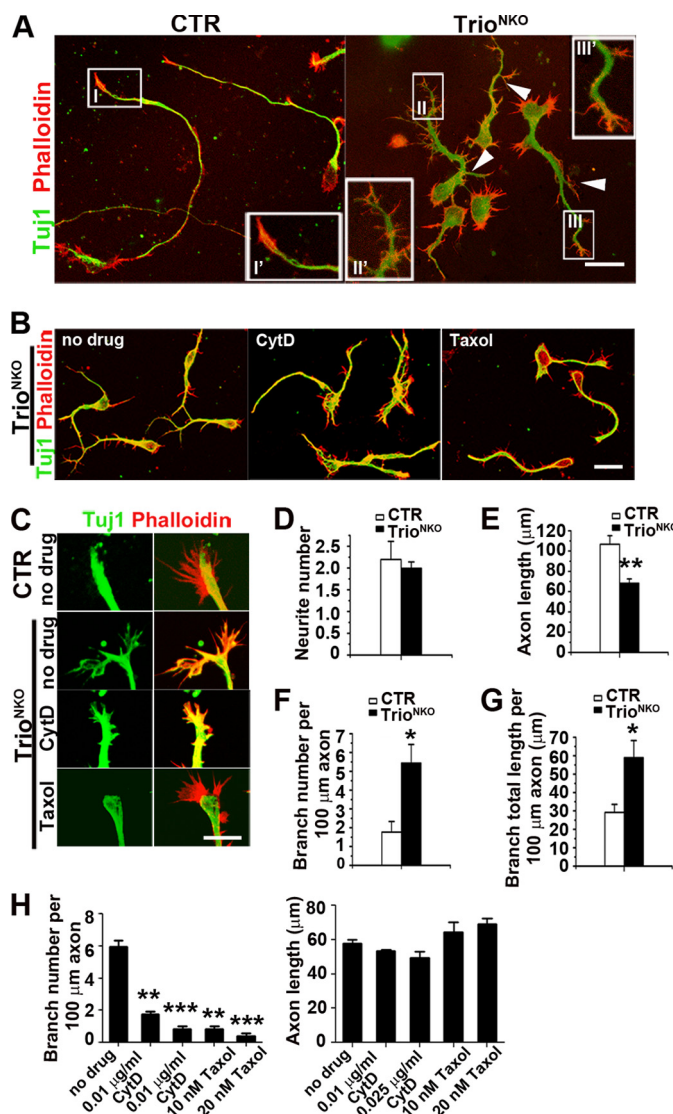 A
CTR
Trio^NKO
Tuj1 Phalloidin
I
I'
II
II'
III
III'
B
Trio^NKO
Tuj1 Phalloidin
no drug
CytD
Taxol
C
Tuj1 Phalloidin
CTR
no drug
Trio^NKO
no drug
CytD
Taxol
D
CTR
Trio^NKO
Neurite number
2.5
2.0
1.5
1.0
0.5
0
E
CTR
Trio^NKO
Axon length (μm)
120
100
80
60
40
20
0
**
F
CTR
Trio^NKO
Branch number per
100 μm axon
7
6
5
4
3
2
1
0
*
G
CTR
Trio^NKO
Branch total length per
100 μm axon (μm)
80
70
60
50
40
30
20
10
0
*
H
Branch number per
100 μm axon
8
6
4
2
0
** *** ** ***
no drug
0.01 μg/ml
CytD
0.01 μg/ml
CytD
10 nM Taxol
20 nM Taxol
Axon length (μm)
80
60
40
20
0
no drug
0.01 μg/ml
CytD
0.025 μg/ml
CytD
10 nM Taxol
20 nM Taxol